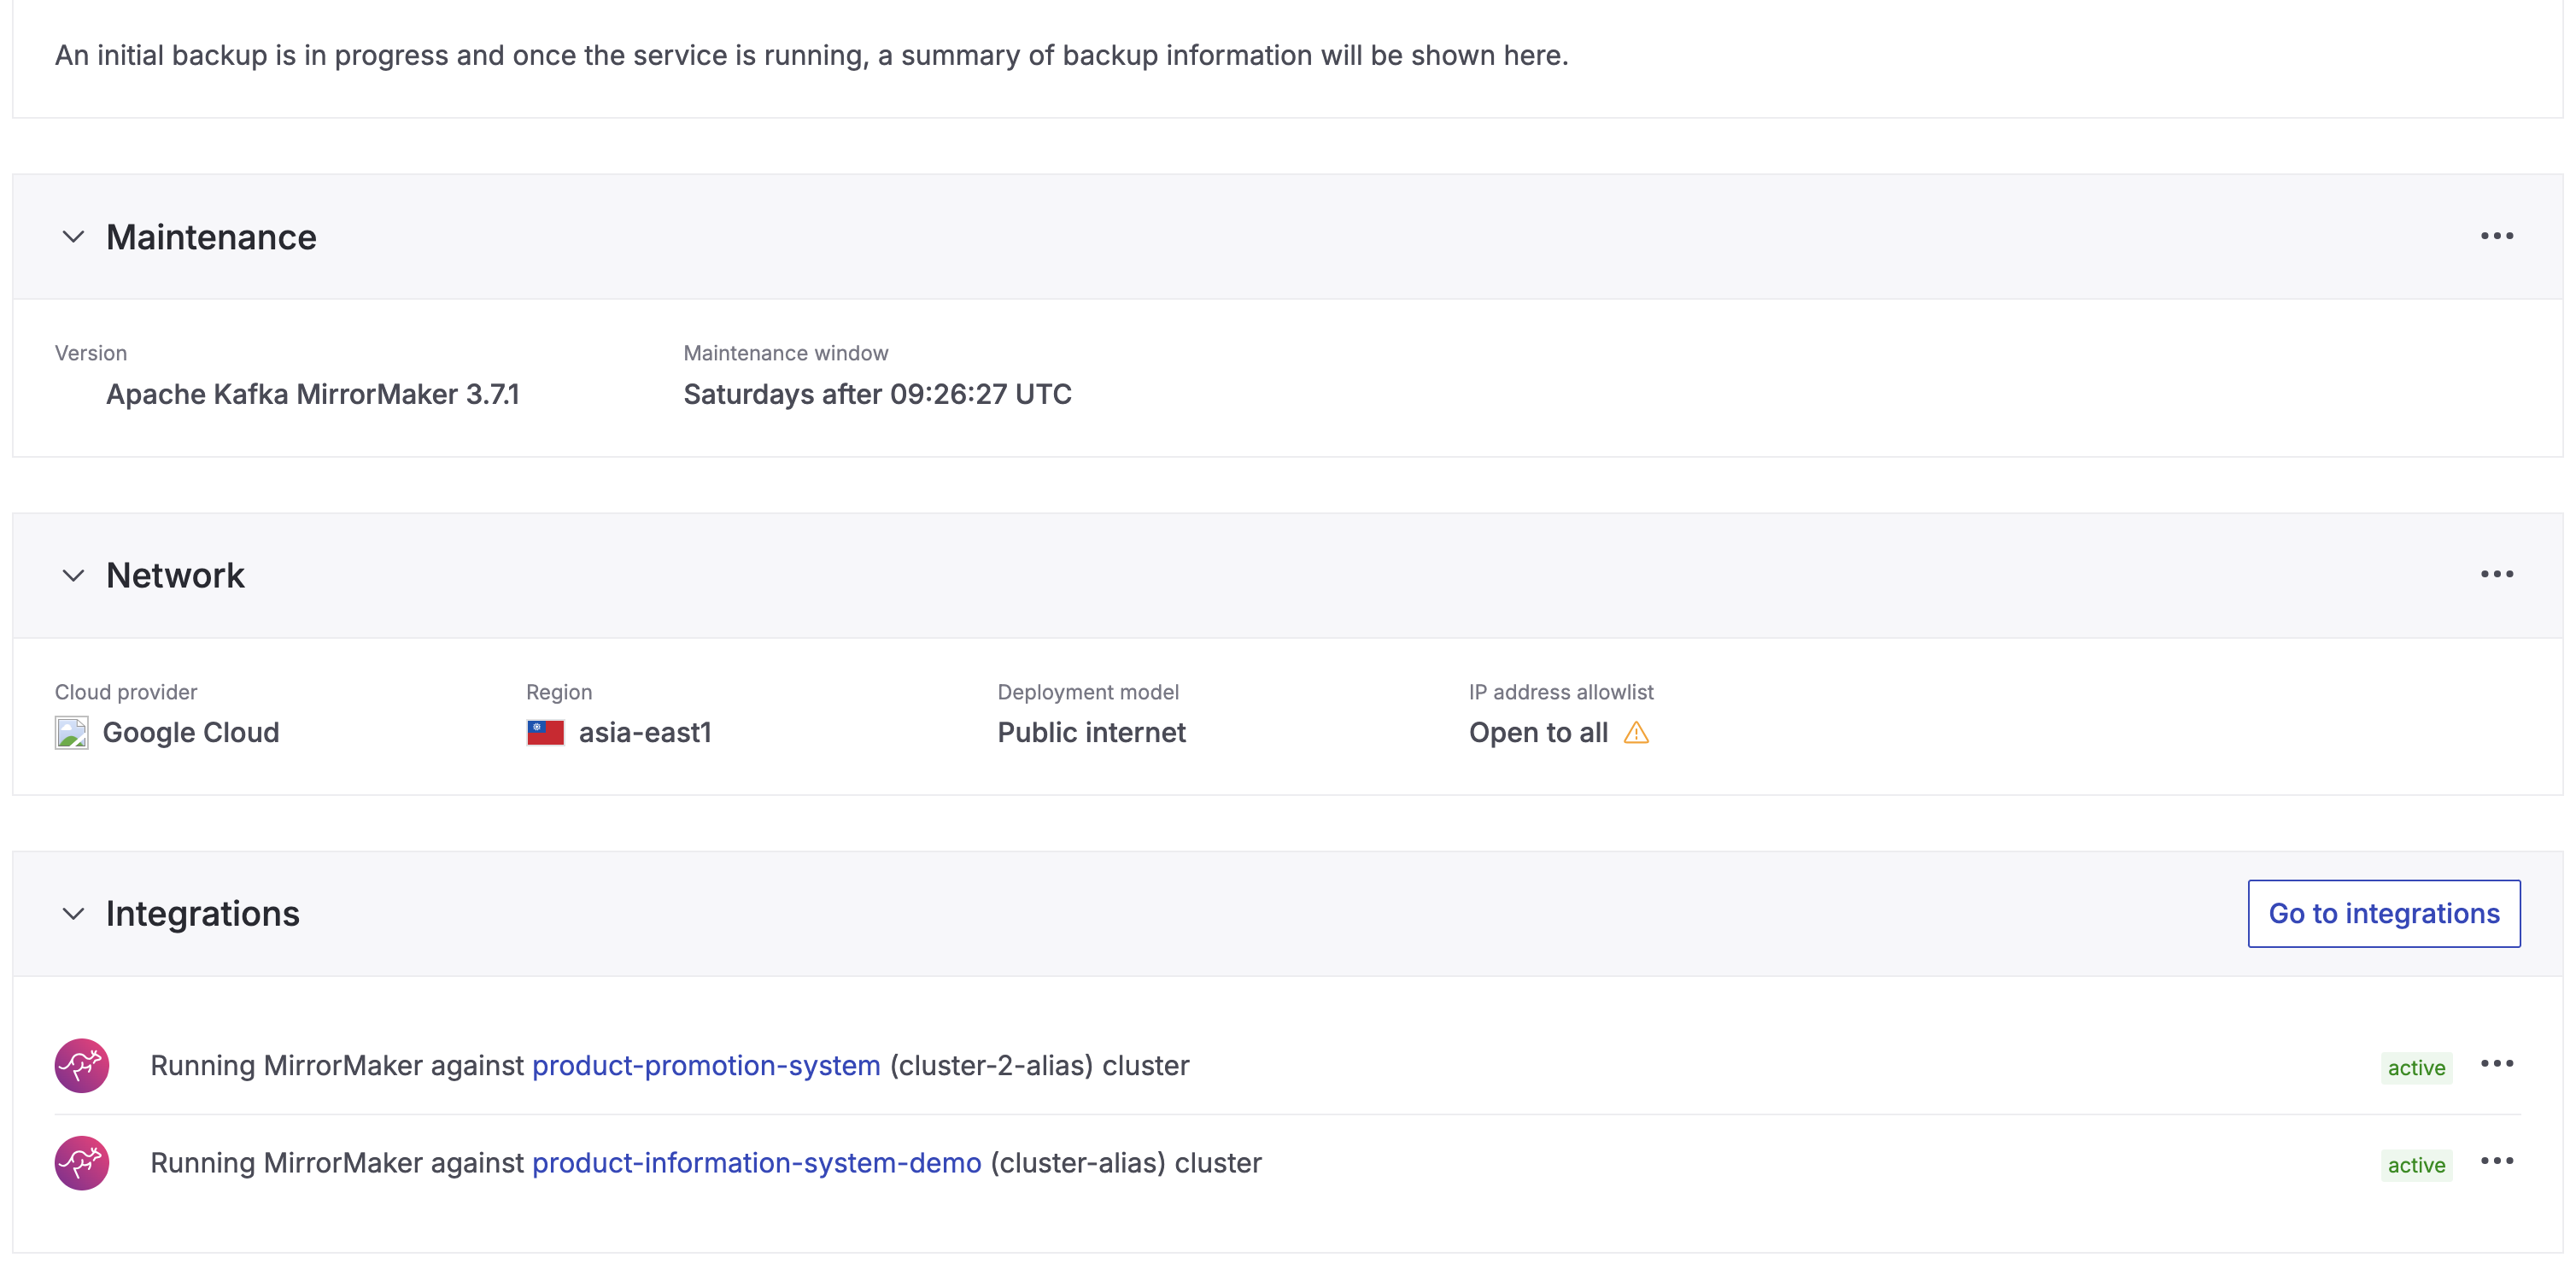 An initial backup is in progress and once the service is running, a summary of backup information will be shown here.
Maintenance
Version
Maintenance window
Apache Kafka MirrorMaker 3.7.1
Saturdays after 09:26:27 UTC
Network
Cloud provider
Region
Deployment model
IP address allowlist
Google Cloud
asia-east1
Public internet
Open to all
Integrations
Go to integrations
Running MirrorMaker against product-promotion-system (cluster-2-alias) cluster
active
Running MirrorMaker against product-information-system-demo (cluster-alias) cluster
active